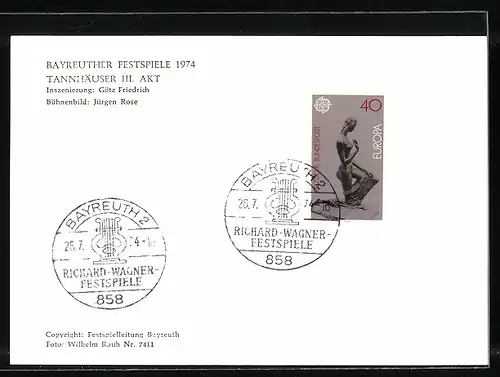 BAYREUTHER FESTSPIELE 1974
TANNHÄUSER III. AKT
Inszenierung: Götz Friedrich
Bühnenbild: Jürgen Rose
40
EUROPA
BUNDESPOST
BAYREUTH 2
26.7.
RICHARD-WAGNER-
FESTSPIELE
858
BAYREUTH 2
26.7.
RICHARD-WAGNER-
FESTSPIELE
858
Copyright: Festspielleitung Bayreuth
Foto: Wilhelm Rauh Nr. 7411